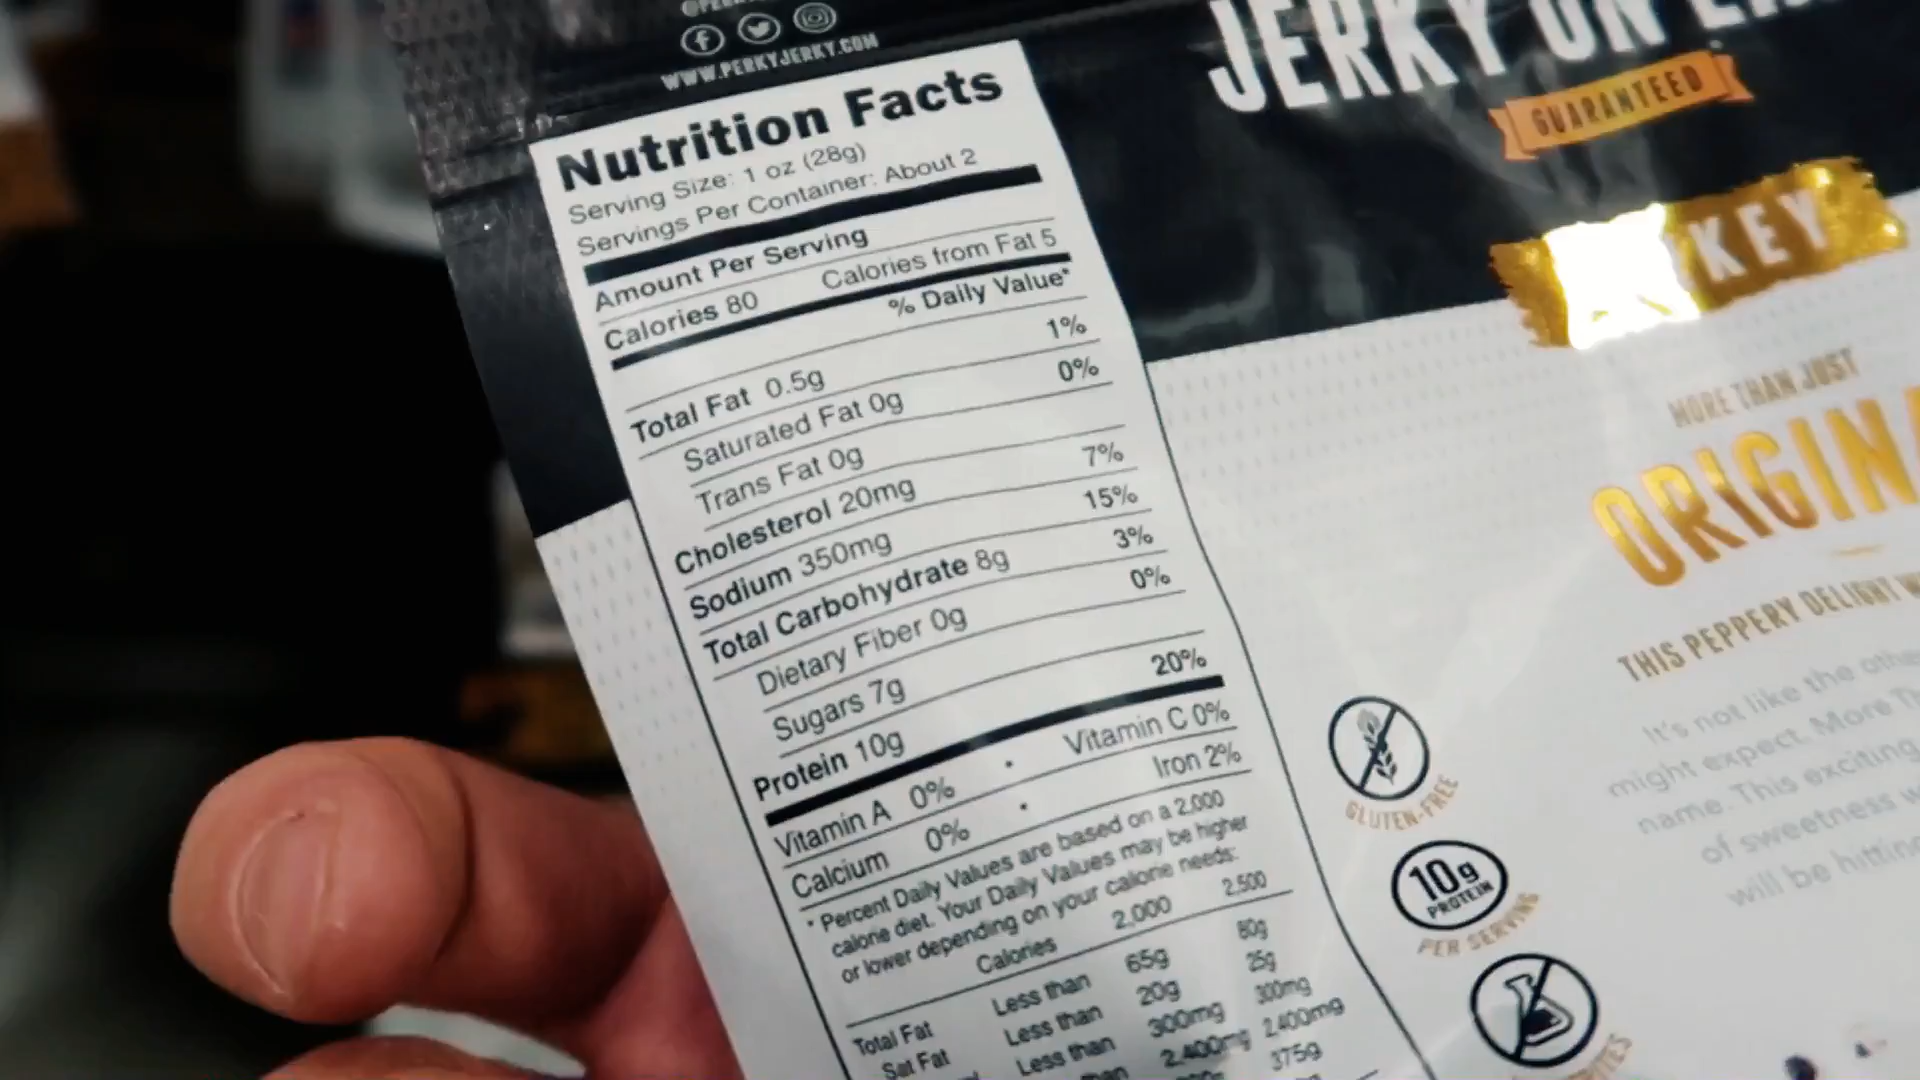 WWW.PERKYJERKY.COM
Nutrition Facts
Serving Size: 1 oz (28g)
Servings Per Container: About 2
Amount Per Serving
Calories 80 Calories from Fat 5
% Daily Value*
Total Fat 0.5g 1%
Saturated Fat 0g 0%
Trans Fat 0g
Cholesterol 20mg 7%
Sodium 350mg 15%
Total Carbohydrate 8g 3%
Dietary Fiber 0g 0%
Sugars 7g
Protein 10g 20%
Vitamin A 0% • Vitamin C 0%
Calcium 0% • Iron 2%
* Percent Daily Values are based on a 2,000
calorie diet. Your Daily Values may be higher
or lower depending on your calorie needs:
Calories 2,000 2,500
Total Fat Less than 65g 80g
Sat Fat Less than 20g 25g
Less than 300mg 300mg
than 2,400mg 2,400mg
375g
JERKY ON
GUARANTEED
KEY
MORE THAN JUST
ORIGINA
THIS PEPPERY DELIGHT
It's not like the othe
might expect. More Th
name. This exciting
of sweetness w
will be hittin
GLUTEN-FREE
10g
PROTEIN
PER SERVING